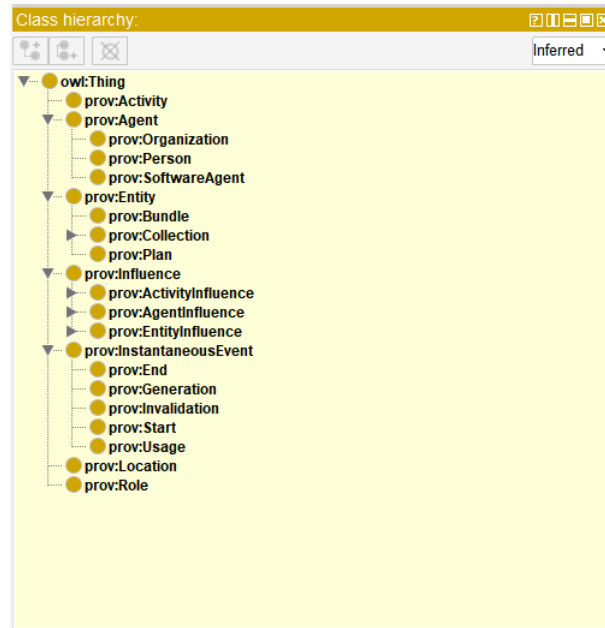 Class hierarchy:
Inferred
owl:Thing
prov:Activity
prov:Agent
prov:Organization
prov:Person
prov:SoftwareAgent
prov:Entity
prov:Bundle
prov:Collection
prov:Plan
prov:Influence
prov:ActivityInfluence
prov:AgentInfluence
prov:EntityInfluence
prov:InstantaneousEvent
prov:End
prov:Generation
prov:Invalidation
prov:Start
prov:Usage
prov:Location
prov:Role